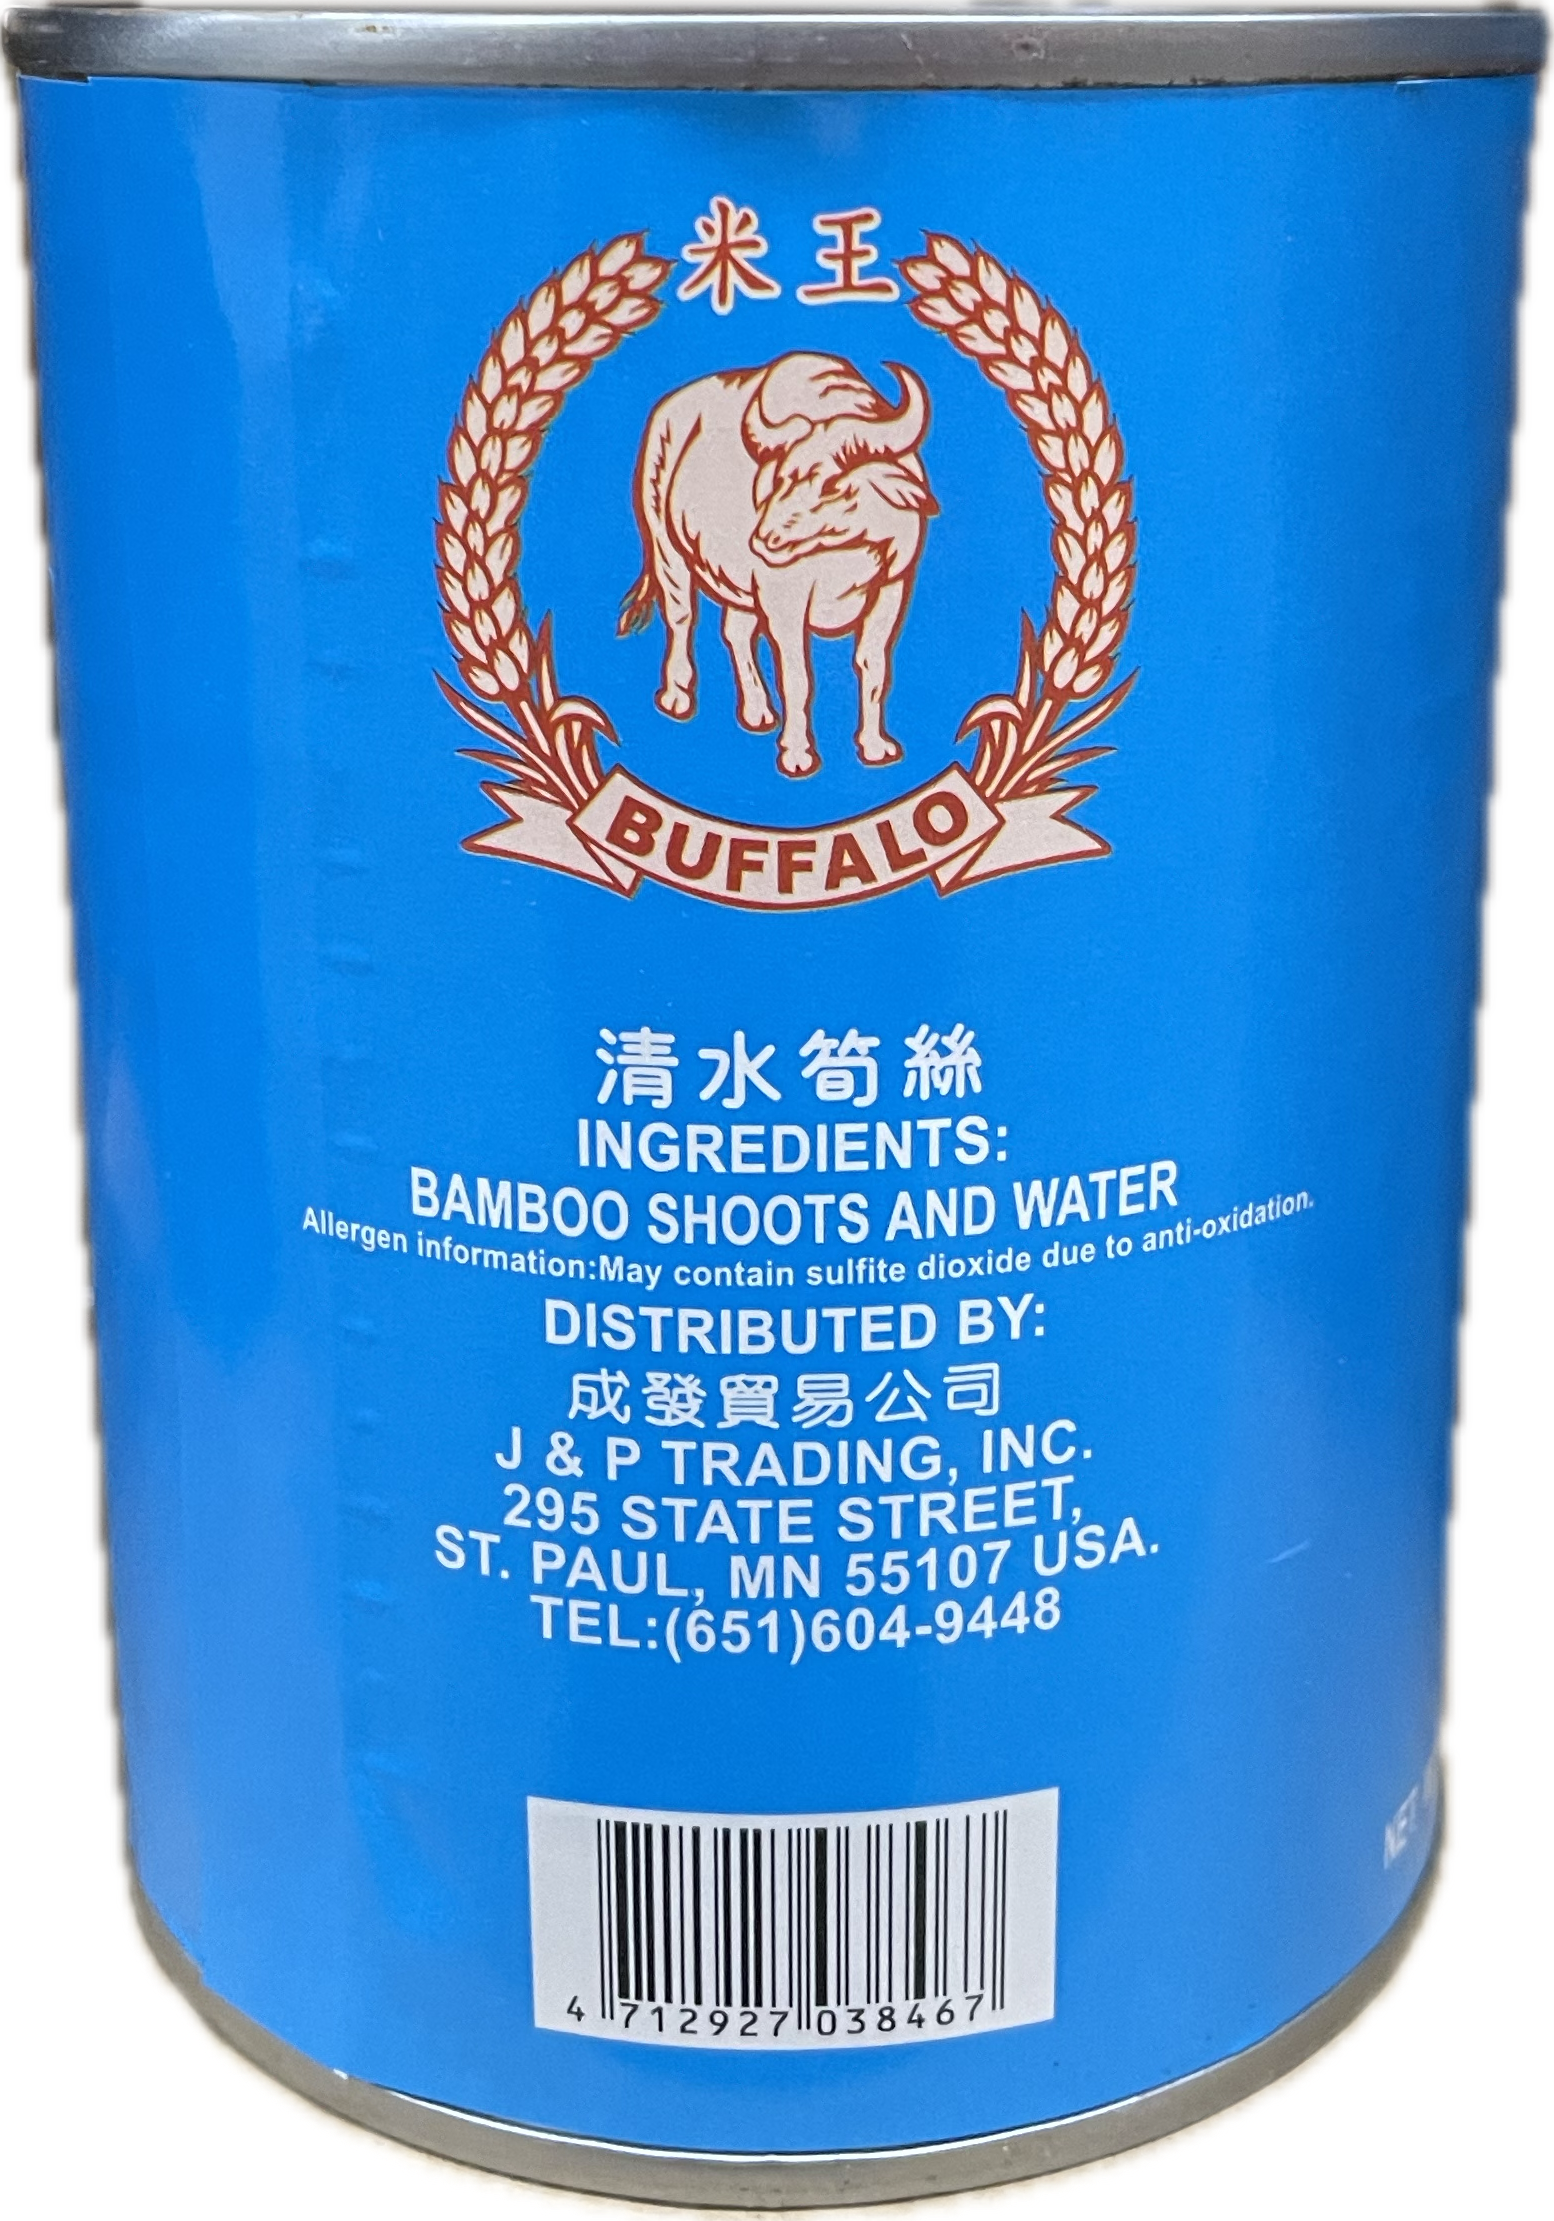 米王
BUFFALO
清水筍絲
INGREDIENTS:
BAMBOO SHOOTS AND WATER
Allergen information:May contain sulfite dioxide due to anti-oxidation.
DISTRIBUTED BY:
成發貿易公司
J & P TRADING, INC.
295 STATE STREET,
ST. PAUL, MN 55107 USA.
TEL:(651)604-9448
NET
4 712927 038467